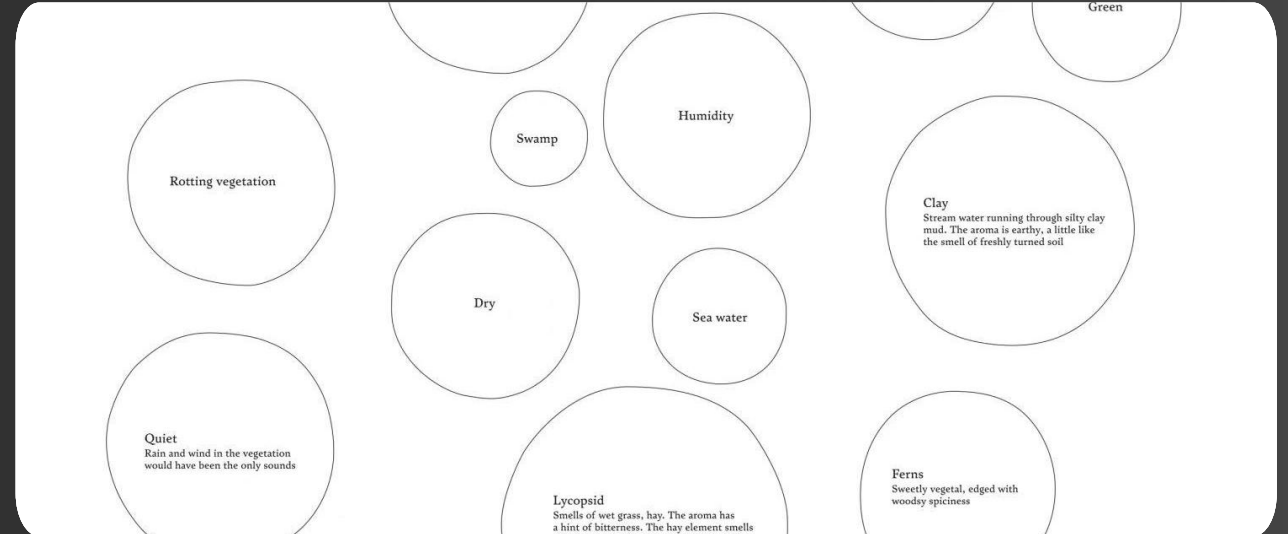 Green
Humidity
Swamp
Rotting vegetation
Clay
Stream water running through silty clay
mud. The aroma is earthy, a little like
the smell of freshly turned soil
Dry
Sea water
Quiet
Rain and wind in the vegetation
would have been the only sounds
Ferns
Sweetly vegetal, edged with
woodsy spiciness
Lycopsid
Smells of wet grass, hay. The aroma has
a hint of bitterness. The hay element smells